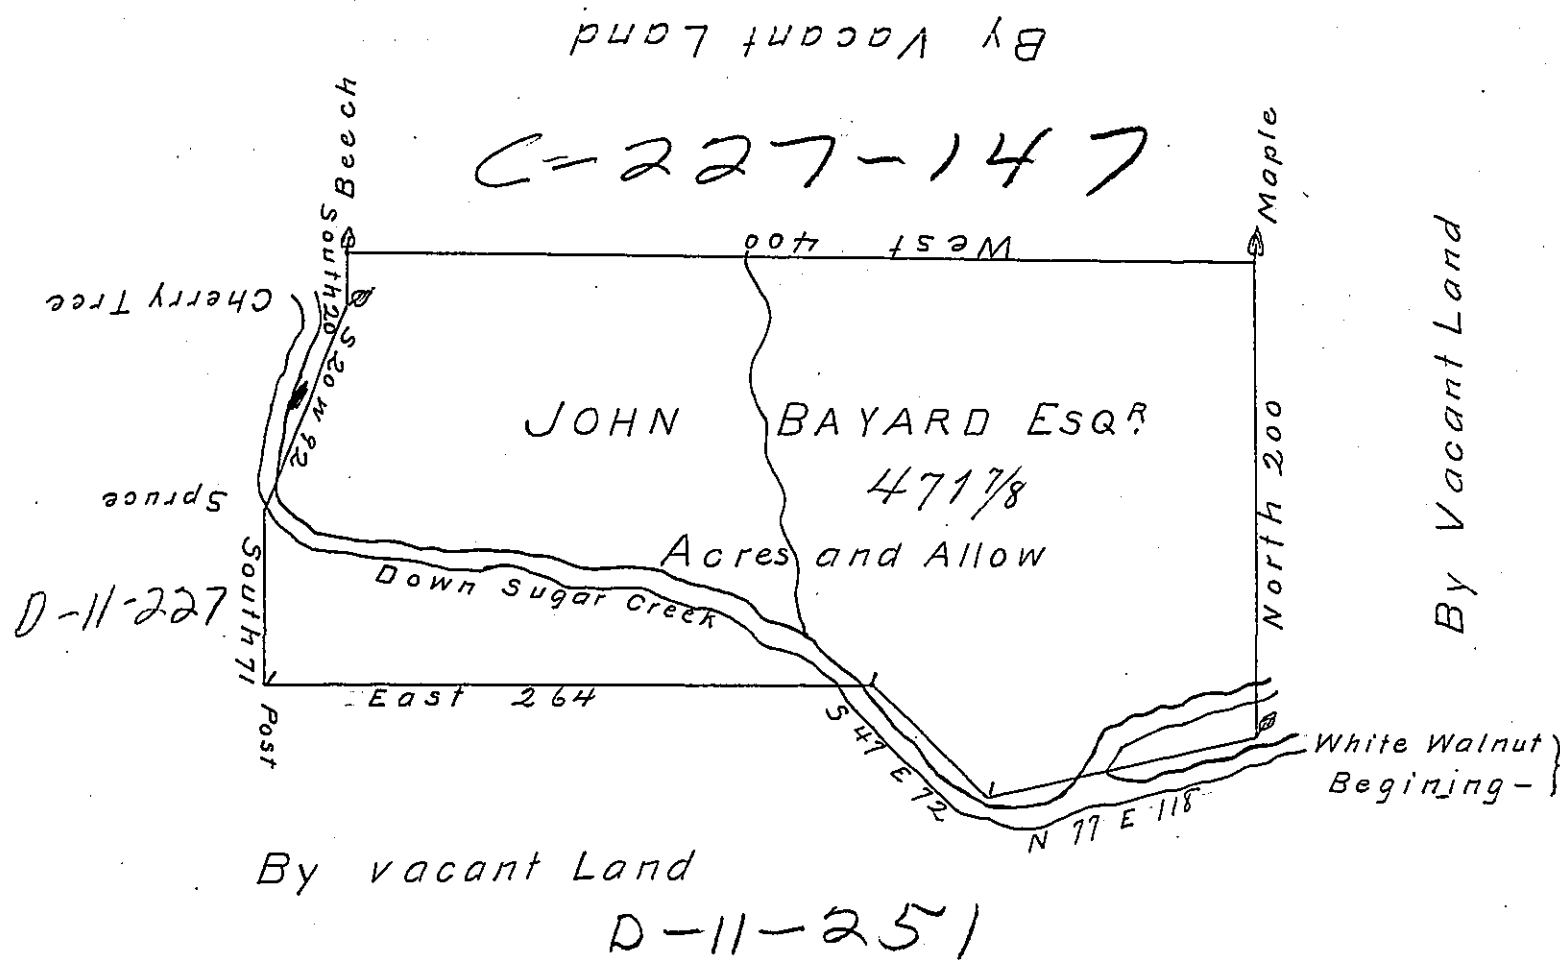 By Vacant Land
C-227-147
Beech
Maple
West 400
South 20
Cherry Tree
S 20 W 92
By Vacant Land
JOHN BAYARD ESQR.
471 7/8
Acres and Allow
North 200
Spruce
South 71
D-11-227
Down Sugar Creek
East 264
Post
S 47 E 72
N 77 E 118
White Walnut
Begining-
By vacant Land
D-11-251